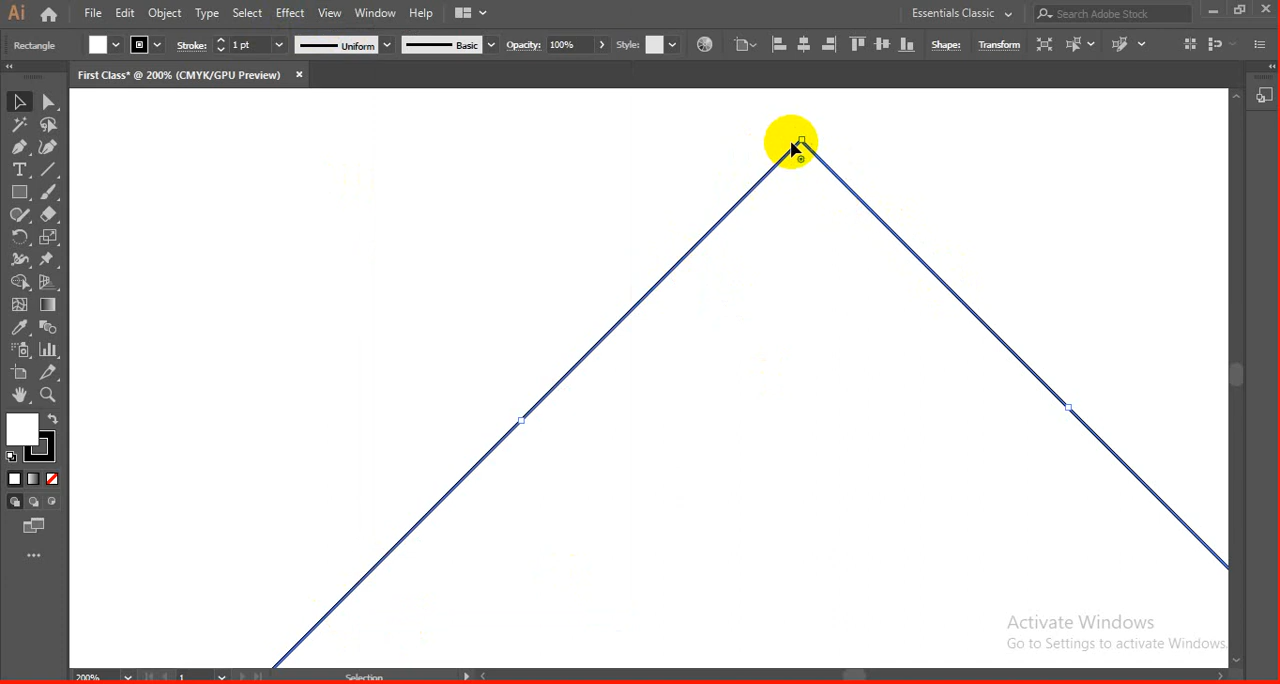 Ai File Edit Object Type Select Effect View Window Help Essentials Classic Search Adobe Stock
Rectangle Stroke: 1 pt Uniform Basic Opacity: 100% Style: Shape: Transform
First Class* @ 200% (CMYK/GPU Preview) ×
T
Activate Windows
Go to Settings to activate Windows.
200% 1 Selection